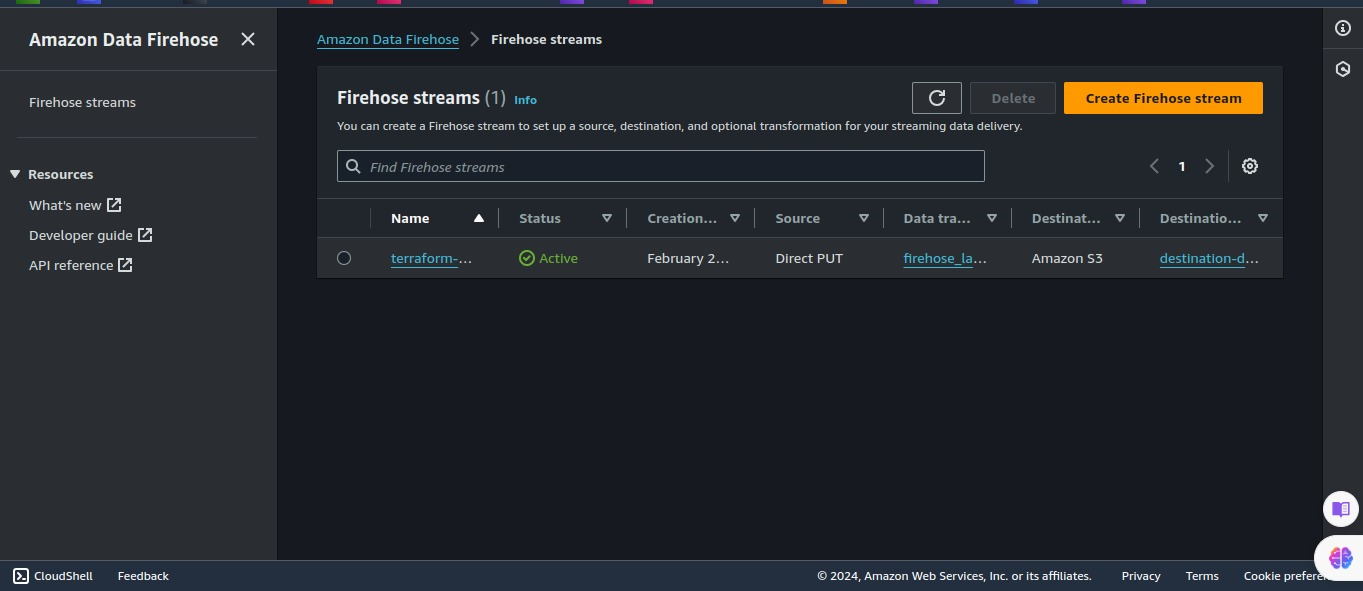 Amazon Data Firehose
Firehose streams
Resources
What's new
Developer guide
API reference
Amazon Data Firehose Firehose streams
Firehose streams (1) Info
Delete
Create Firehose stream
You can create a Firehose stream to set up a source, destination, and optional transformation for your streaming data delivery.
Find Firehose streams
1
Name Status Creation... Source Data tra... Destinat... Destinatio...
terraform-... Active February 2... Direct PUT firehose_la... Amazon S3 destination-d...
CloudShell Feedback © 2024, Amazon Web Services, Inc. or its affiliates. Privacy Terms Cookie prefere